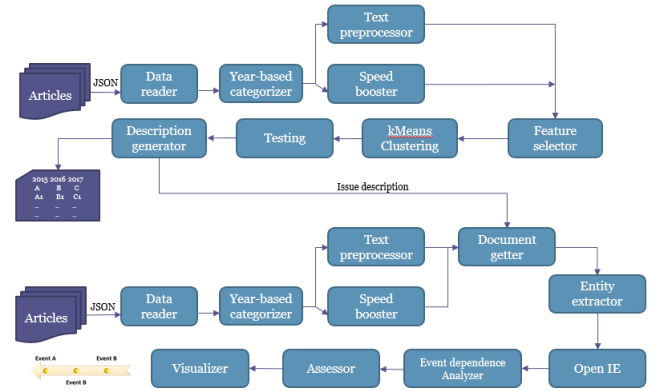 Text
preprocessor
Articles
JSON
Data
reader
Year-based
categorizer
Speed
booster
Description
generator
Testing
kMeans
Clustering
Feature
selector
2015 2016 2017
A B C
A1 B1 C1
.. .. ..
.. .. ..
Issue description
Text
preprocessor
Document
getter
Articles
JSON
Data
reader
Year-based
categorizer
Speed
booster
Entity
extractor
Event A Event B
Event B
Visualizer
Assessor
Event dependence
Analyzer
Open IE